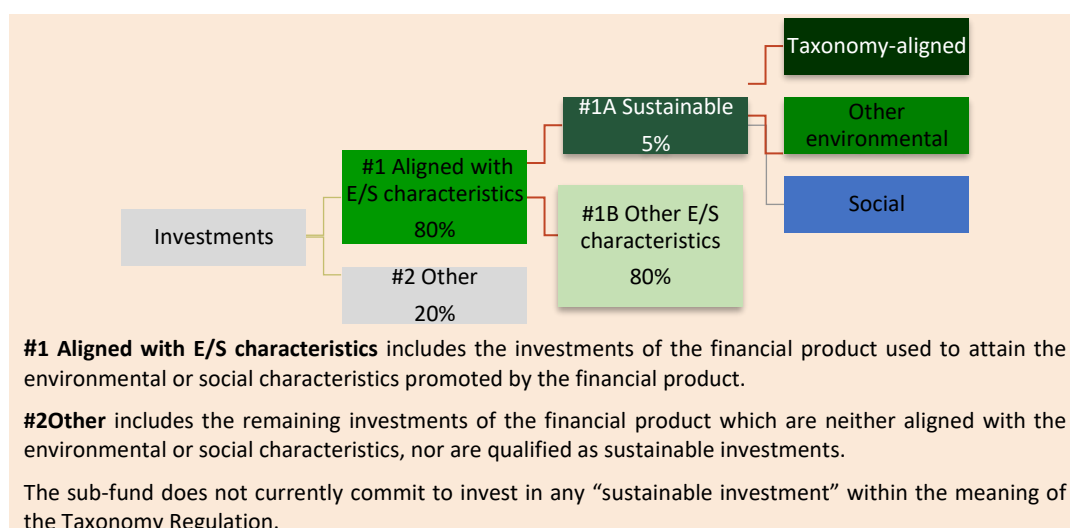 Taxonomy-aligned
#1A Sustainable
5%
Other
environmental
#1 Aligned with
E/S characteristics
80%
#1B Other E/S
characteristics
80%
Social
Investments
#2 Other
20%
#1 Aligned with E/S characteristics includes the investments of the financial product used to attain the
environmental or social characteristics promoted by the financial product.
#2Other includes the remaining investments of the financial product which are neither aligned with the
environmental or social characteristics, nor are qualified as sustainable investments.
The sub-fund does not currently commit to invest in any “sustainable investment” within the meaning of
the Taxonomy Regulation.